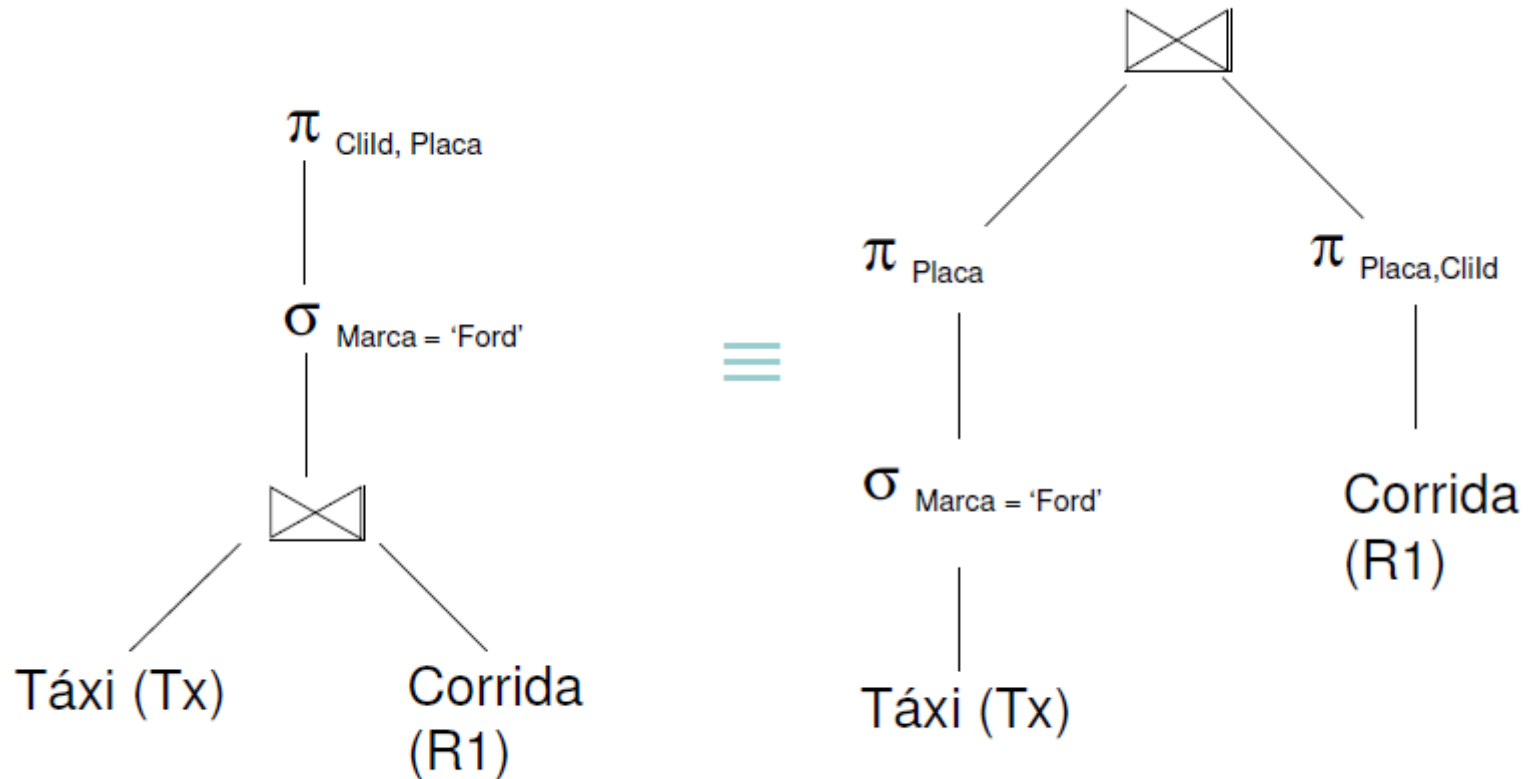 π CliId, Placa
σ Marca = ‘Ford’
Táxi (Tx)
Corrida
(R1)
≡
π Placa
π Placa,CliId
σ Marca = ‘Ford’
Corrida
(R1)
Táxi (Tx)